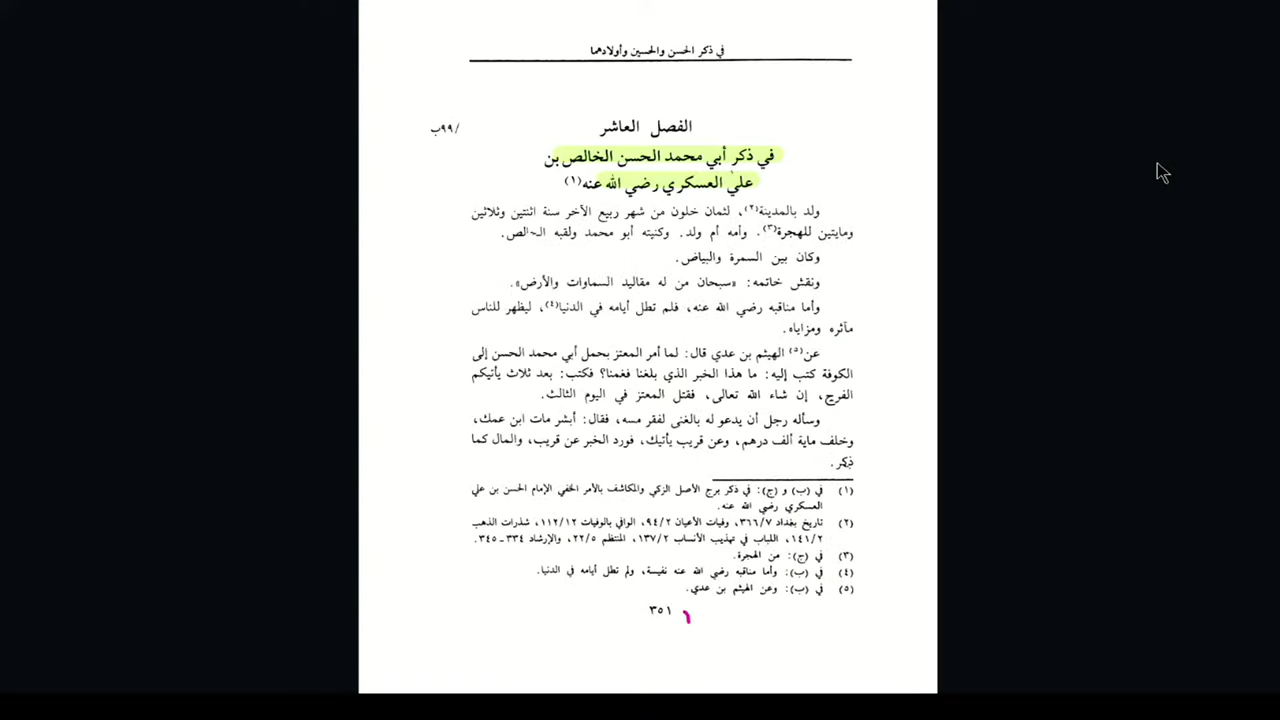 في ذكر الحسن والحسين وأولادهما
الفصل العاشر
/٩٩ب
في ذكر أبي محمد الحسن الخالص بن
علي العسكري رضي الله عنه(١)
ولد بالمدينة(٢)، لثمان خلون من شهر ربيع الآخر سنة اثنتين وثلاثين
ومايتين للهجرة(٣). وأمه أم ولد. وكنيته أبو محمد ولقبه الخالص.
وكان بين السمرة والبياض.
ونقش خاتمه: «سبحان من له مقاليد السماوات والأرض».
وأما مناقبه رضي الله عنه، فلم تطل أيامه في الدنيا(٤)، ليظهر للناس
مآثره ومزاياه.
عن(٥) الهيثم بن عدي قال: لما أمر المعتز بحمل أبي محمد الحسن إلى
الكوفة كتب إليه: ما هذا الخبر الذي بلغنا فغمنا؟ فكتب: بعد ثلاث يأتيكم
الفرج، إن شاء الله تعالى، فقتل المعتز في اليوم الثالث.
وسأله رجل أن يدعو له بالغنى لفقر مسه، فقال: أبشر مات ابن عمك،
وخلف ماية ألف درهم، وعن قريب يأتيك، فورد الخبر عن قريب، والمال كما
ذكر.
(١) في (ب) و (ج): في ذكر برج الأصل الزكي والمكاشف بالأمر الخفي الإمام الحسن بن علي
العسكري رضي الله عنه.
(٢) تاريخ بغداد ٣٦٦/٧، وفيات الأعيان ٩٤/٢، الوافي بالوفيات ١١٢/١٢، شذرات الذهب
١٤١/٢، اللباب في تهذيب الأنساب ١٣٧/٢، المنتظم ٢٢/٥، والإرشاد ٣٣٤ــ٣٤٥.
(٣) في (ج): من الهجرة.
(٤) في (ب): وأما مناقبه رضي الله عنه نفيسة، ولم تطل أيامه في الدنيا.
(٥) في (ب): وعن الهيثم بن عدي.
٣٥١ ٦